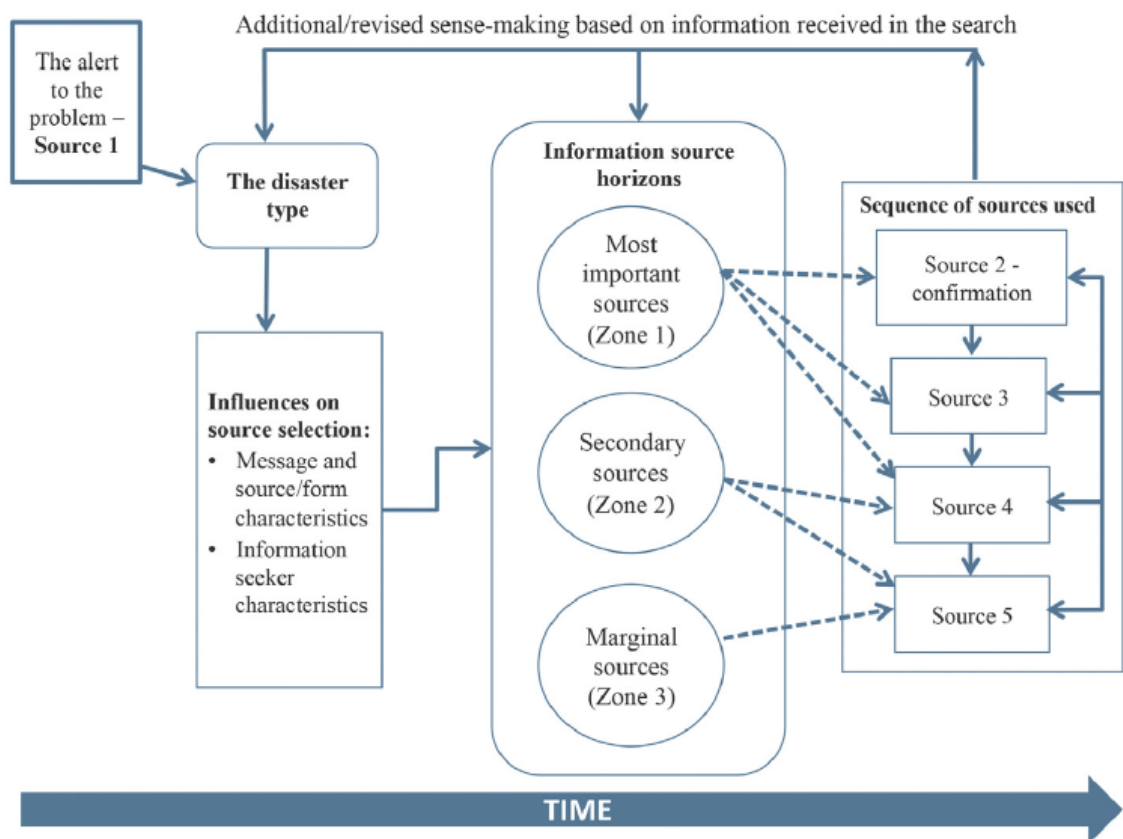 Additional/revised sense-making based on information received in the search
The alert
to the
problem –
Source 1
The disaster
type
Influences on
source selection:
• Message and
source/form
characteristics
• Information
seeker
characteristics
Information source
horizons
Most
important
sources
(Zone 1)
Secondary
sources
(Zone 2)
Marginal
sources
(Zone 3)
Sequence of sources used
Source 2 -
confirmation
Source 3
Source 4
Source 5
TIME